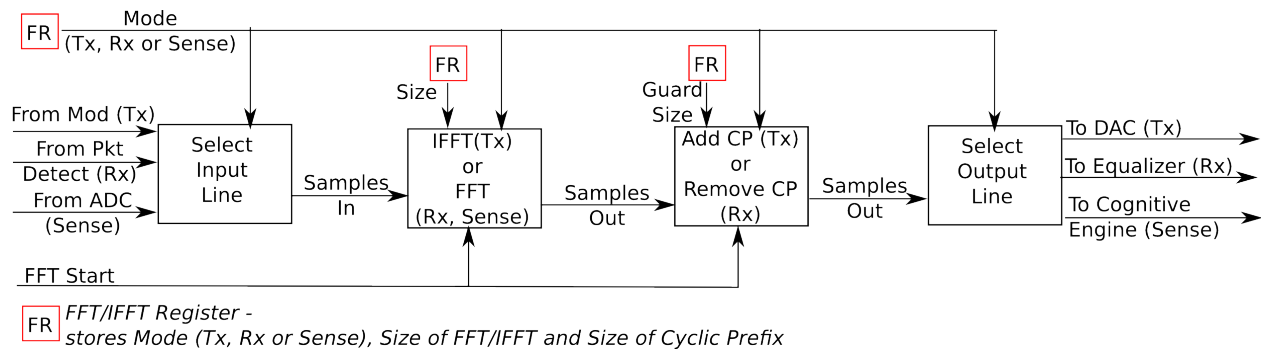 FR
Mode
(Tx, Rx or Sense)
FR
Size
FR
Guard
Size
From Mod (Tx)
From Pkt
Detect (Rx)
From ADC
(Sense)
Select
Input
Line
Samples
In
IFFT(Tx)
or
FFT
(Rx, Sense)
Samples
Out
Add CP (Tx)
or
Remove CP
(Rx)
Samples
Out
Select
Output
Line
To DAC (Tx)
To Equalizer (Rx)
To Cognitive
Engine (Sense)
FFT Start
FR
FFT/IFFT Register -
stores Mode (Tx, Rx or Sense), Size of FFT/IFFT and Size of Cyclic Prefix